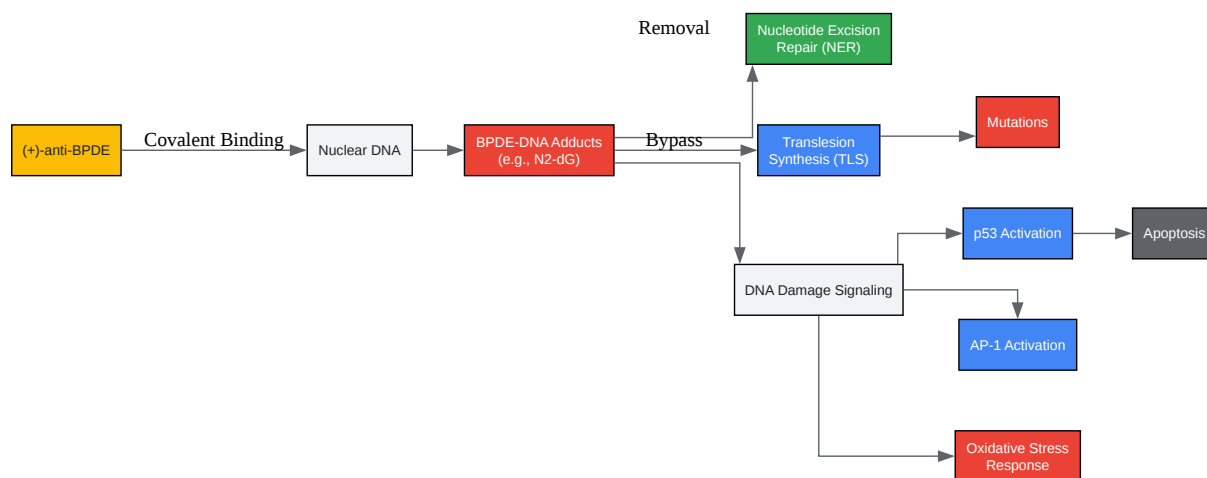 Removal
Nucleotide Excision
Repair (NER)
(+)-anti-BPDE
Covalent Binding
Nuclear DNA
BPDE-DNA Adducts
(e.g., N2-dG)
Bypass
Translesion
Synthesis (TLS)
Mutations
p53 Activation
Apoptosis
DNA Damage Signaling
AP-1 Activation
Oxidative Stress
Response